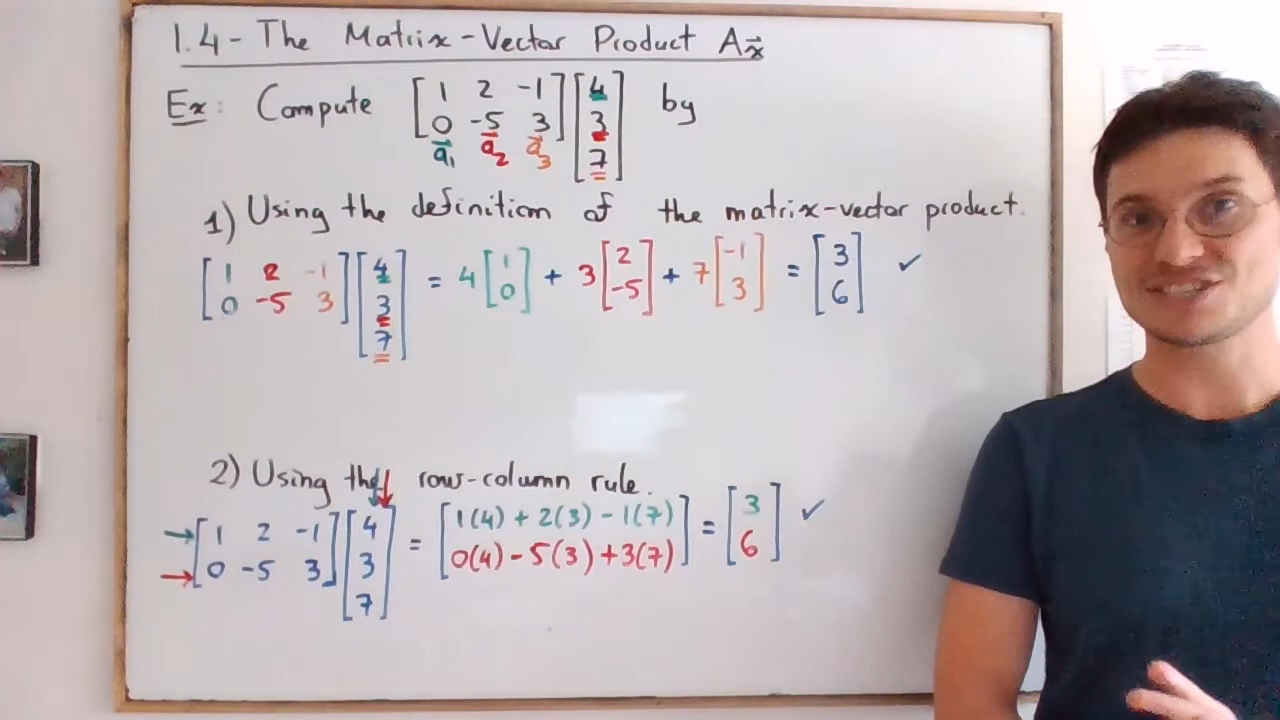 1.4 - The Matrix-Vector Product Ax⃗
Ex: Compute [1 2 -1; 0 -5 3] [4; 3; 7] by
a⃗₁ a⃗₂ a⃗₃
1) Using the definition of the matrix-vector product.
[1 2 -1; 0 -5 3] [4; 3; 7] = 4 [1; 0] + 3 [2; -5] + 7 [-1; 3] = [3; 6] ✓
2) Using the row-column rule.
→ → [1 2 -1; 0 -5 3] [4; 3; 7] = [1(4) + 2(3) - 1(7); 0(4) - 5(3) + 3(7)] = [3; 6] ✓